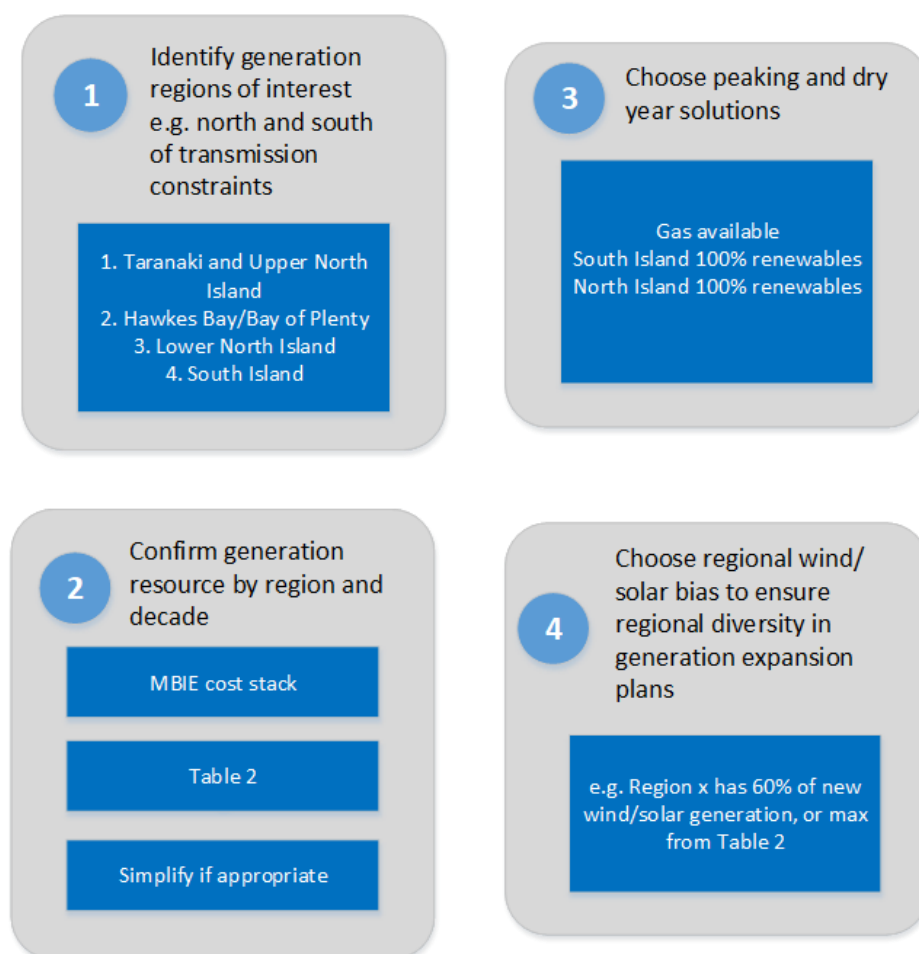 1
Identify generation
regions of interest
e.g. north and south
of transmission
constraints
1. Taranaki and Upper North
Island
2. Hawkes Bay/Bay of Plenty
3. Lower North Island
4. South Island
2
Confirm generation
resource by region and
decade
MBIE cost stack
Table 2
Simplify if appropriate
3
Choose peaking and dry
year solutions
Gas available
South Island 100% renewables
North Island 100% renewables
4
Choose regional wind/
solar bias to ensure
regional diversity in
generation expansion
plans
e.g. Region x has 60% of new
wind/solar generation, or max
from Table 2